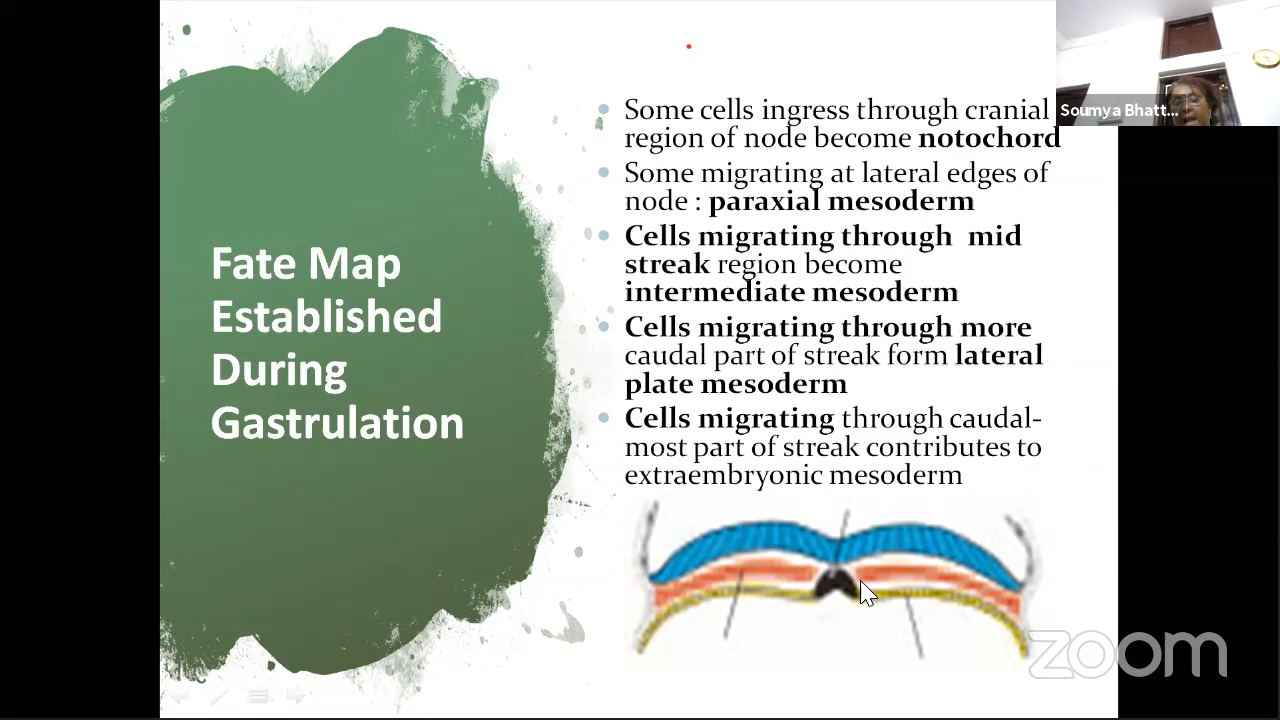 Soumya Bhatt...
Fate Map
Established
During
Gastrulation
Some cells ingress through cranial
region of node become notochord
Some migrating at lateral edges of
node : paraxial mesoderm
Cells migrating through mid
streak region become
intermediate mesoderm
Cells migrating through more
caudal part of streak form lateral
plate mesoderm
Cells migrating through caudal-
most part of streak contributes to
extraembryonic mesoderm
zoom